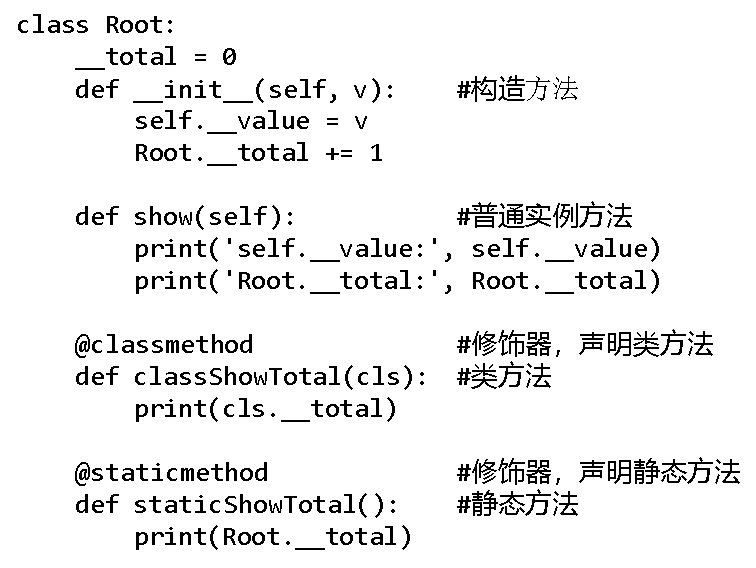 class Root:
    __total = 0
    def __init__(self, v):    #构造方法
        self.__value = v
        Root.__total += 1

    def show(self):           #普通实例方法
        print('self.__value:', self.__value)
        print('Root.__total:', Root.__total)

    @classmethod              #修饰器，声明类方法
    def classShowTotal(cls):  #类方法
        print(cls.__total)

    @staticmethod             #修饰器，声明静态方法
    def staticShowTotal():    #静态方法
        print(Root.__total)